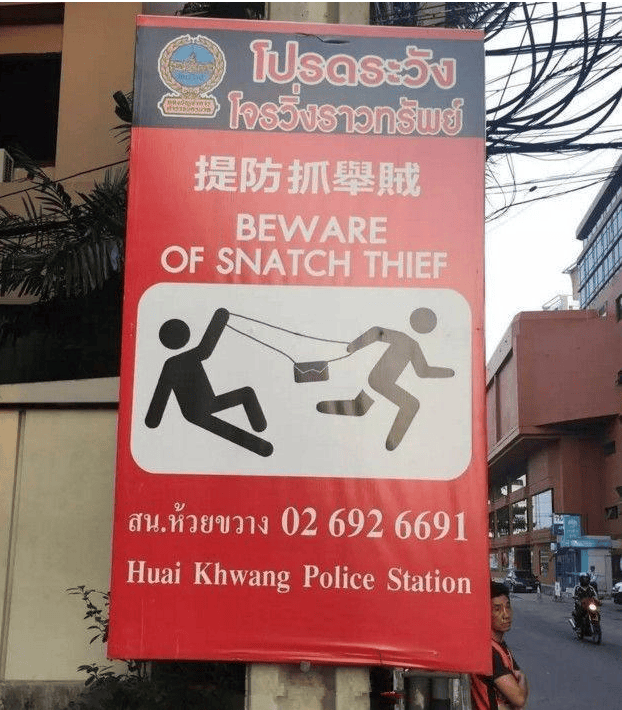 โปรดระวัง
โจรวิ่งราวทรัพย์
提防抓舉賊
BEWARE
OF SNATCH THIEF
สน.ห้วยขวาง 02 692 6691
Huai Khwang Police Station